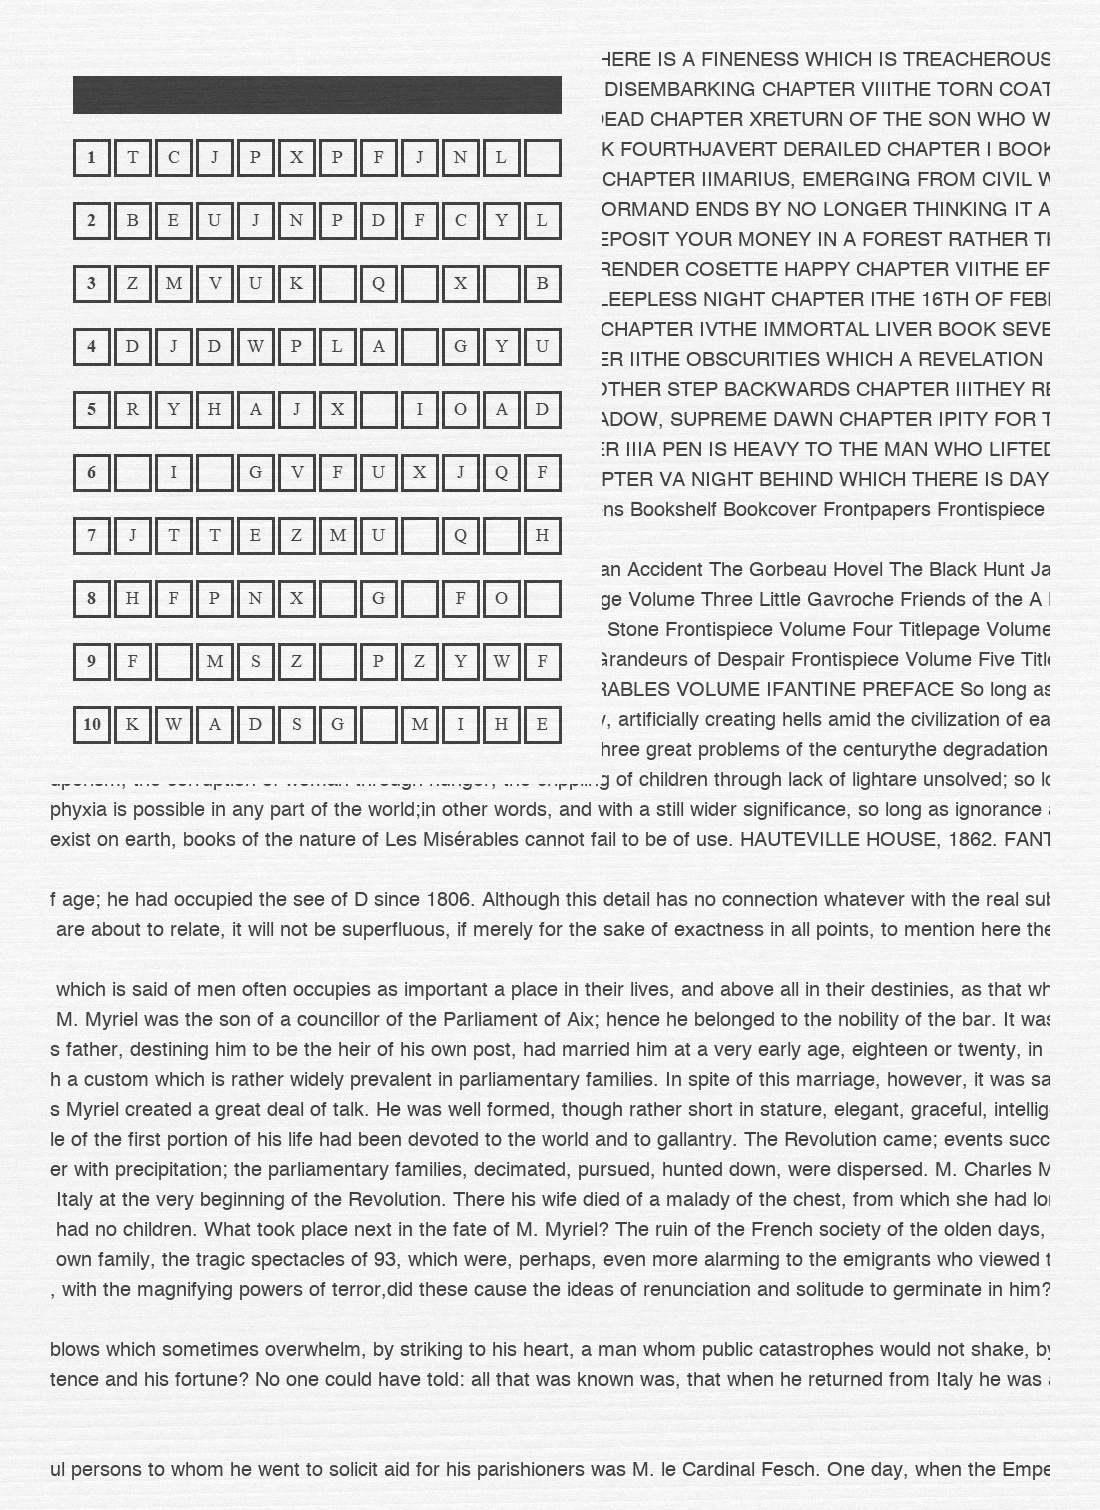 1 T C J P X P F J N L
2 B E U J N P D F C Y L
3 Z M V U K Q X B
4 D J D W P L A G Y U
5 R Y H A J X I O A D
6 I G V F U X J Q F
7 J T T E Z M U Q H
8 H F P N X G F O
9 F M S Z P Z Y W F
10 K W A D S G M I H E
HERE IS A FINENESS WHICH IS TREACHEROUS
DISEMBARKING CHAPTER VIIITHE TORN COAT
CHAPTER XRETURN OF THE SON WHO
K FOURTHJAVERT DERAILED CHAPTER I BOOK
CHAPTER IIMARIUS, EMERGING FROM CIVIL
ORMAND ENDS BY NO LONGER THINKING IT A
EPOSIT YOUR MONEY IN A FOREST RATHER
RENDER COSETTE HAPPY CHAPTER VIITHE EF
LEEPLESS NIGHT CHAPTER ITHE 16TH OF
CHAPTER IVTHE IMMORTAL LIVER BOOK SEVE
ER IITHE OBSCURITIES WHICH A REVELATION
OTHER STEP BACKWARDS CHAPTER IIITHEY
ADOW, SUPREME DAWN CHAPTER IPITY FOR
ER IIIA PEN IS HEAVY TO THE MAN WHO LIFTED
PTER VA NIGHT BEHIND WHICH THERE IS DAY
ns Bookshelf Bookcover Frontpapers Frontispiece
an Accident The Gorbeau Hovel The Black Hunt Ja
ge Volume Three Little Gavroche Friends of the A
Stone Frontispiece Volume Four Titlepage Volume
Grandeurs of Despair Frontispiece Volume Five Title
RABLES VOLUME IFANTINE PREFACE So long as
, artificially creating hells amid the civilization of ea
hree great problems of the centurythe degradation
of children through lack of lightare unsolved; so lo
phyxia is possible in any part of the world;in other words, and with a still wider significance, so long as ignorance
exist on earth, books of the nature of Les Misérables cannot fail to be of use. HAUTEVILLE HOUSE, 1862. FANT
f age; he had occupied the see of D since 1806. Although this detail has no connection whatever with the real sub
are about to relate, it will not be superfluous, if merely for the sake of exactness in all points, to mention here the
which is said of men often occupies as important a place in their lives, and above all in their destinies, as that wh
M. Myriel was the son of a councillor of the Parliament of Aix; hence he belonged to the nobility of the bar. It was
s father, destining him to be the heir of his own post, had married him at a very early age, eighteen or twenty, in
h a custom which is rather widely prevalent in parliamentary families. In spite of this marriage, however, it was sa
s Myriel created a great deal of talk. He was well formed, though rather short in stature, elegant, graceful, intellig
le of the first portion of his life had been devoted to the world and to gallantry. The Revolution came; events succ
er with precipitation; the parliamentary families, decimated, pursued, hunted down, were dispersed. M. Charles M
Italy at the very beginning of the Revolution. There his wife died of a malady of the chest, from which she had lo
had no children. What took place next in the fate of M. Myriel? The ruin of the French society of the olden days,
own family, the tragic spectacles of 93, which were, perhaps, even more alarming to the emigrants who viewed t
, with the magnifying powers of terror,did these cause the ideas of renunciation and solitude to germinate in him?
blows which sometimes overwhelm, by striking to his heart, a man whom public catastrophes would not shake, by
tence and his fortune? No one could have told: all that was known was, that when he returned from Italy he was
ul persons to whom he went to solicit aid for his parishioners was M. le Cardinal Fesch. One day, when the Empe